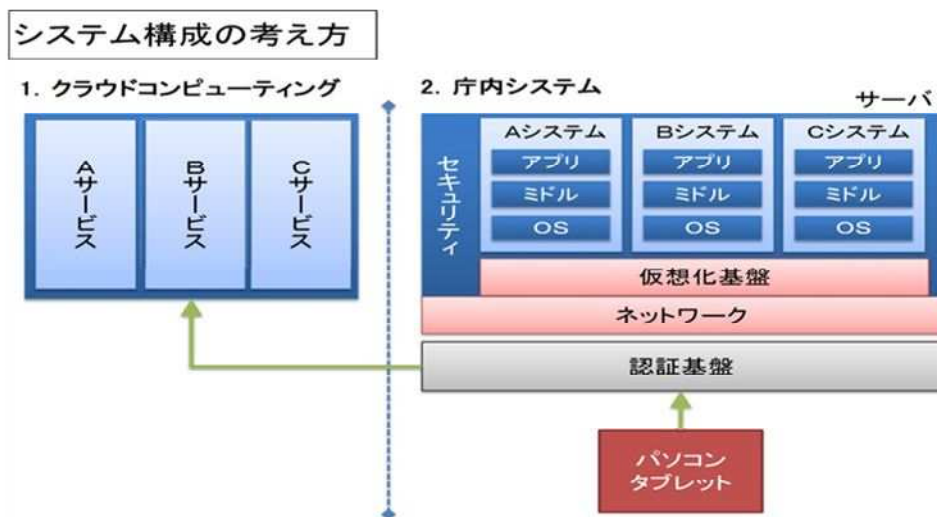 システム構成の考え方
1. クラウドコンピューティング
Aサービス
Bサービス
Cサービス
2. 庁内システム
サーバ
セキュリティ
Aシステム
アプリ
ミドル
OS
Bシステム
アプリ
ミドル
OS
Cシステム
アプリ
ミドル
OS
仮想化基盤
ネットワーク
認証基盤
パソコン
タブレット